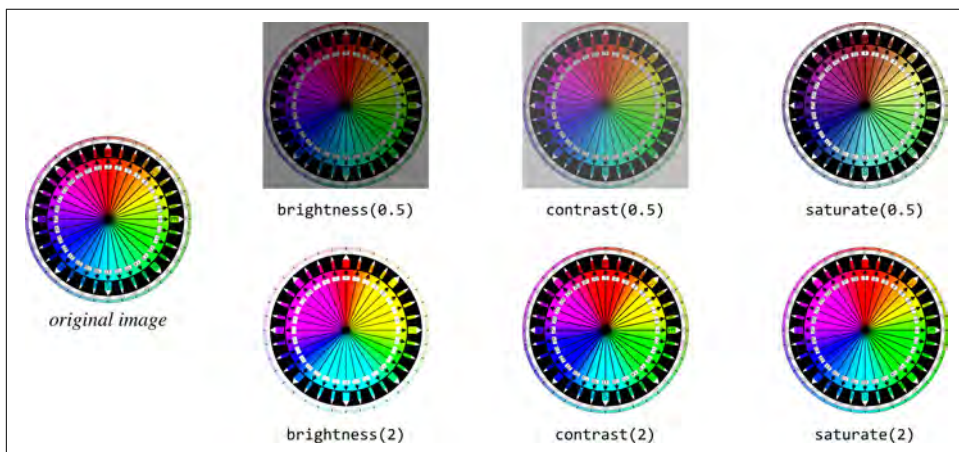 brightness(0.5)
contrast(0.5)
saturate(0.5)
original image
brightness(2)
contrast(2)
saturate(2)